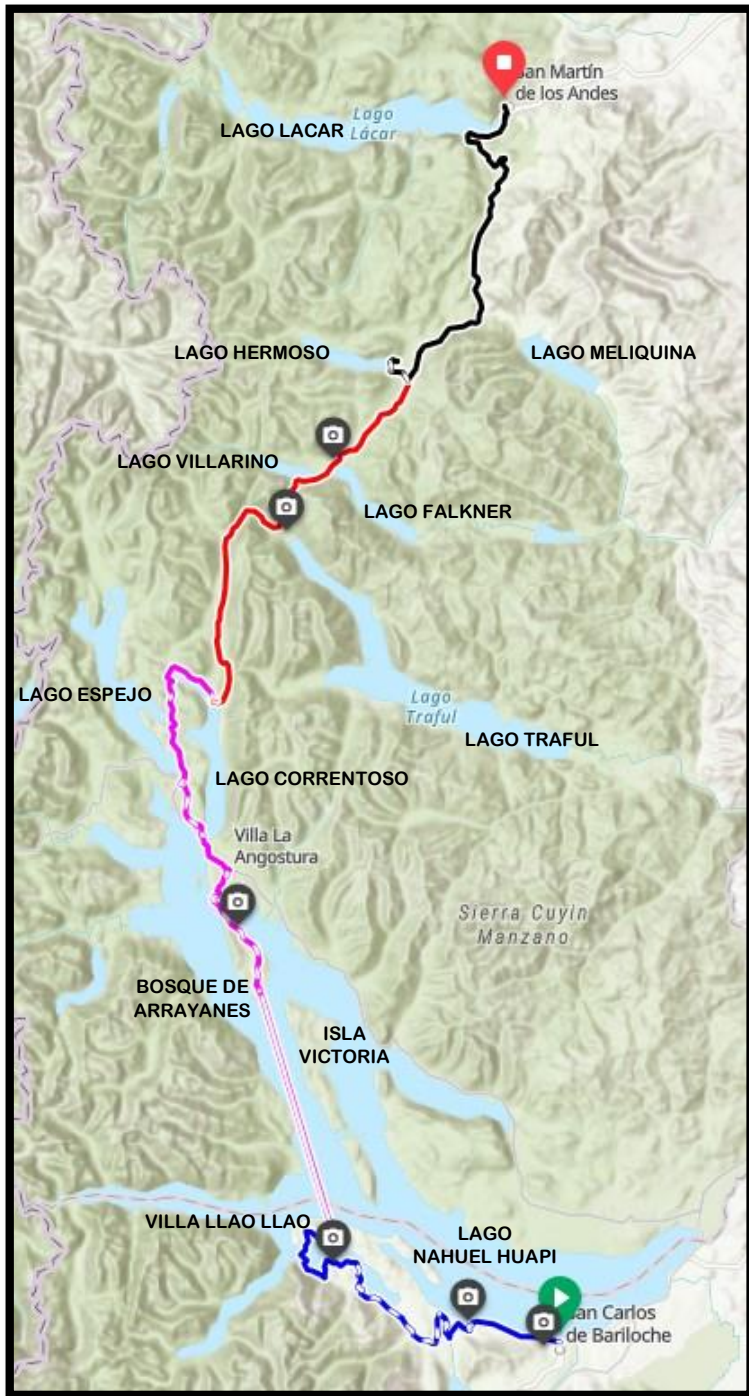 San Martín
de los Andes
LAGO LACAR
Lago
Lácar
LAGO HERMOSO
LAGO MELIQUINA
LAGO VILLARINO
LAGO FALKNER
LAGO ESPEJO
Lago
Traful
LAGO TRAFUL
LAGO CORRENTOSO
Villa La
Angostura
Sierra Cuyin
Manzano
BOSQUE DE
ARRAYANES
ISLA
VICTORIA
VILLA LLAO LLAO
LAGO
NAHUEL HUAPI
San Carlos
de Bariloche